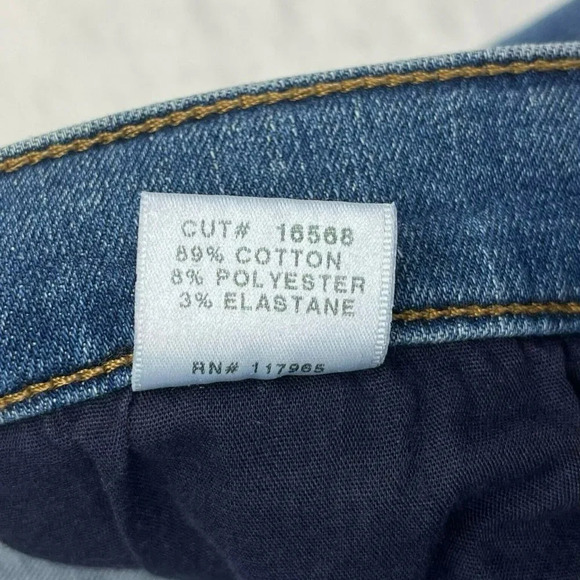 CUT# 16568
89% COTTON
8% POLYESTER
3% ELASTANE
RN# 117965